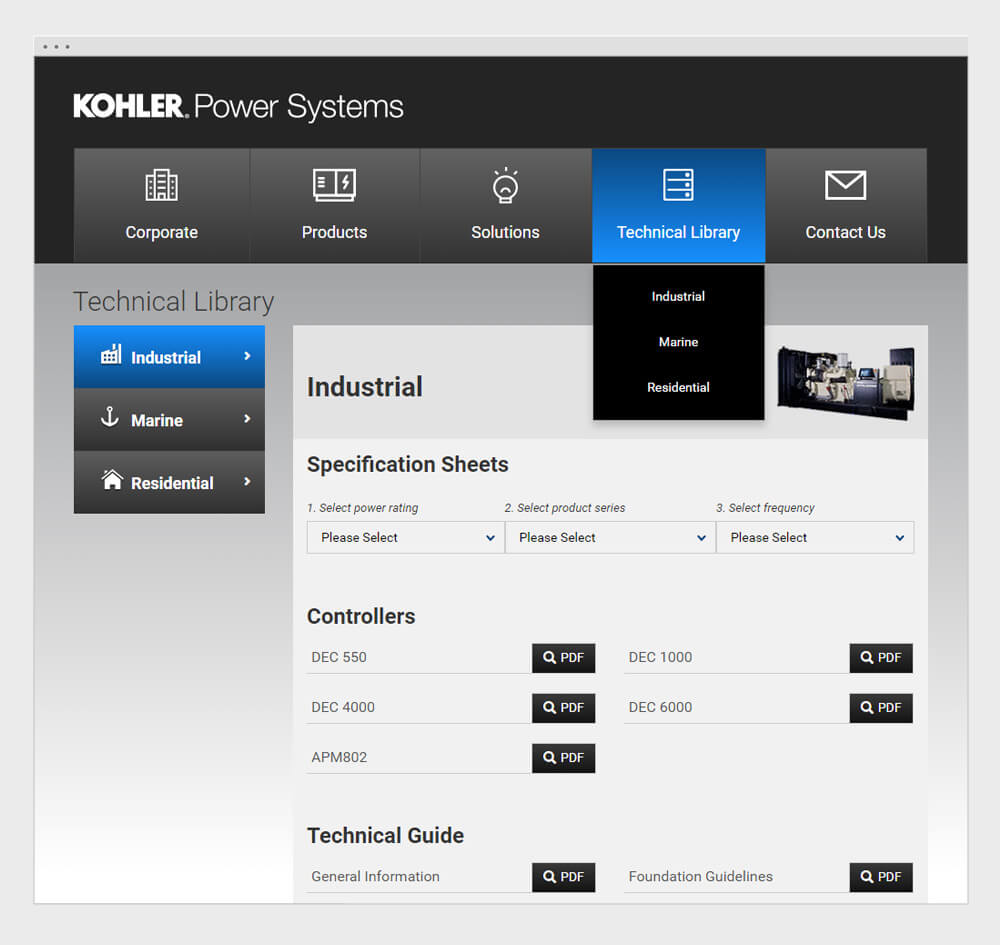 KOHLER. Power Systems
Corporate
Products
Solutions
Technical Library
Contact Us
Industrial
Marine
Residential
Technical Library
Industrial
Marine
Residential
Industrial
Specification Sheets
1. Select power rating
2. Select product series
3. Select frequency
Please Select
Please Select
Please Select
Controllers
DEC 550 PDF
DEC 1000 PDF
DEC 4000 PDF
DEC 6000 PDF
APM802 PDF
Technical Guide
General Information PDF
Foundation Guidelines PDF